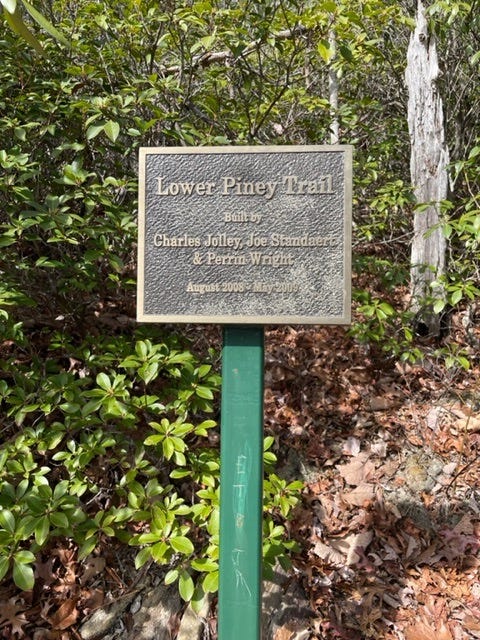 Lower Piney Trail
Built by
Charles Jolley, Joe Standaert
& Perrin Wright
August 2008 - May 2009